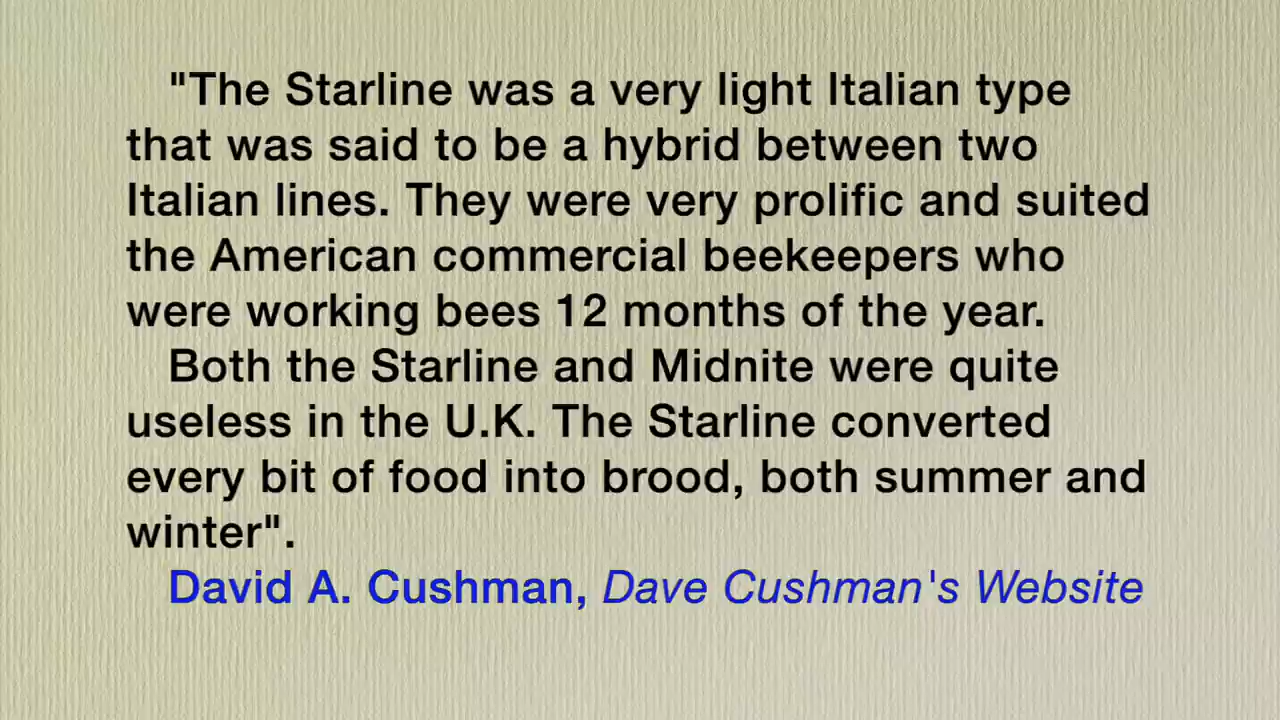 "The Starline was a very light Italian type
that was said to be a hybrid between two
Italian lines. They were very prolific and suited
the American commercial beekeepers who
were working bees 12 months of the year.
Both the Starline and Midnite were quite
useless in the U.K. The Starline converted
every bit of food into brood, both summer and
winter".
David A. Cushman, Dave Cushman's Website